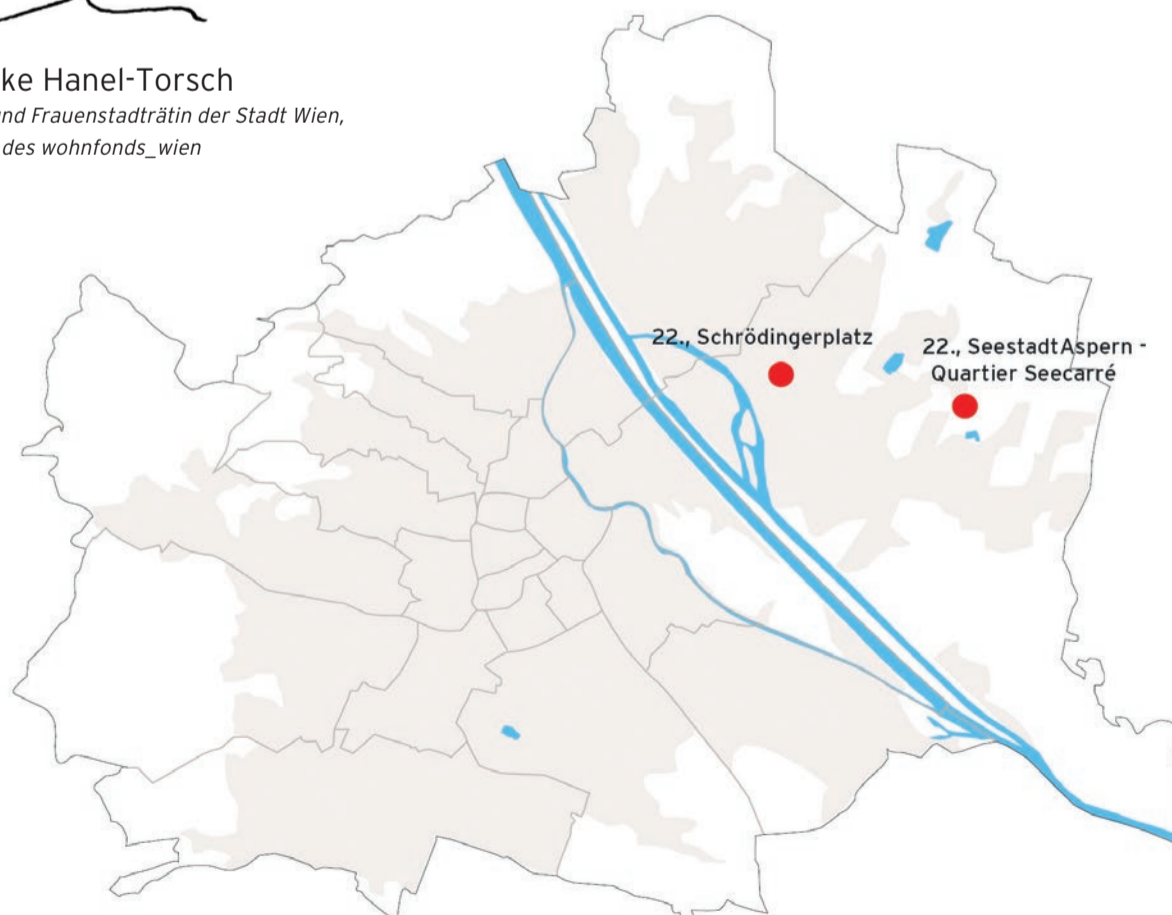 ke Hanel-Torsch
nd Frauenstadträtin der Stadt Wien,
des wohnfonds_wien
22., Schrödingerplatz
22., SeestadtAspern -
Quartier Seecarré